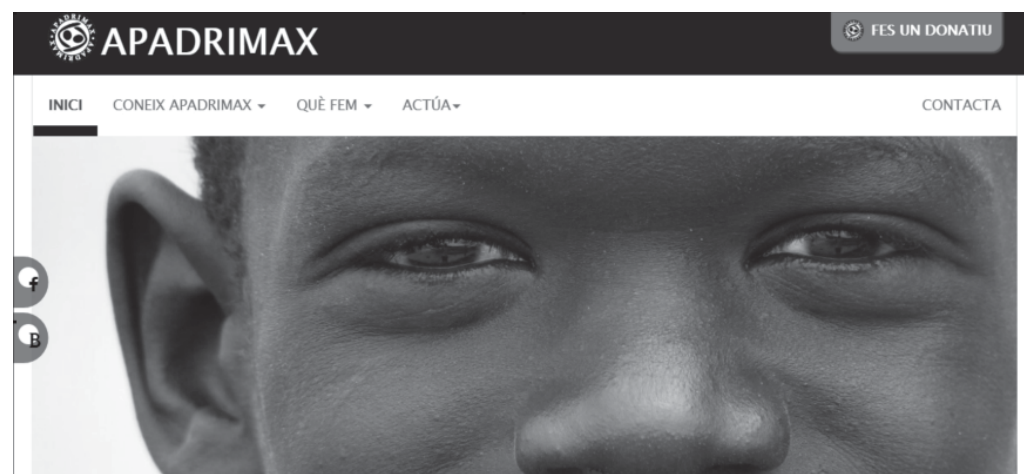 APADRIMAX
FES UN DONATIU
INICI CONEIX APADRIMAX QUÈ FEM ACTÚA CONTACTA
f
B